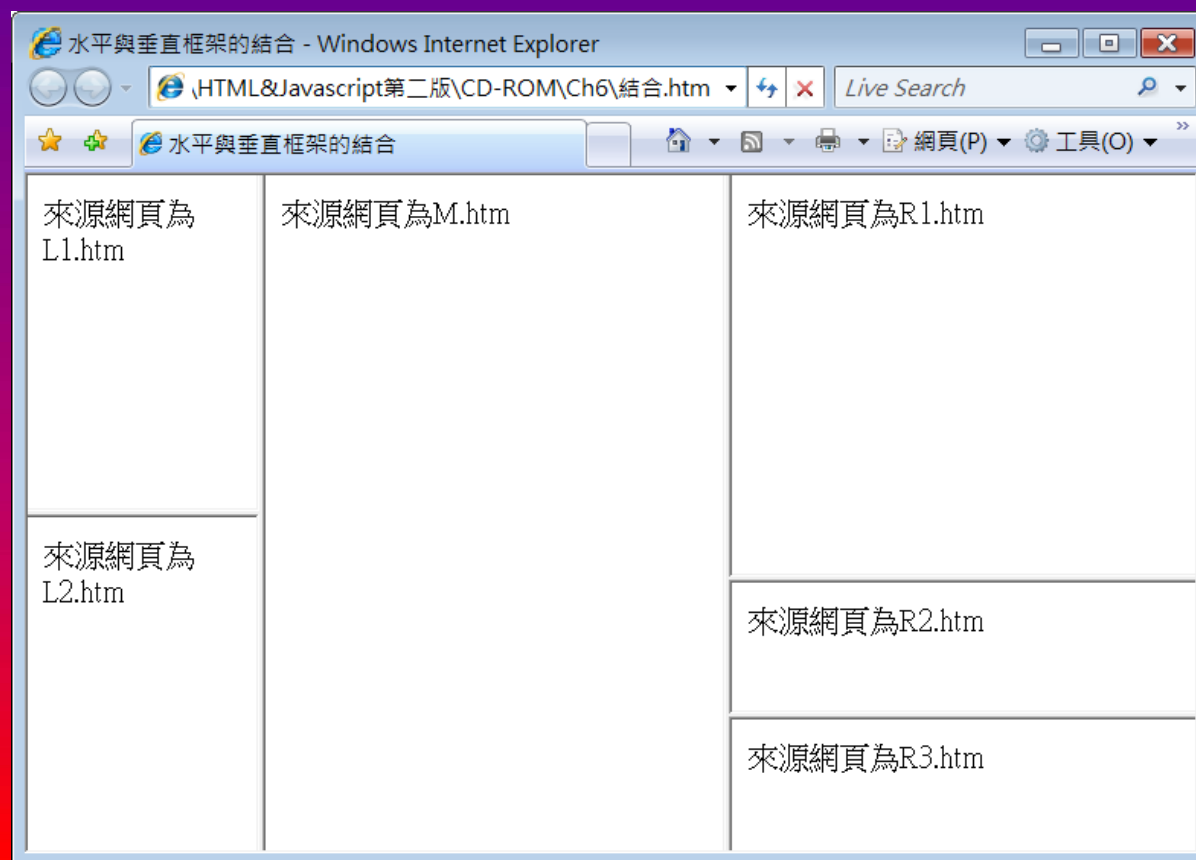 水平與垂直框架的結合 - Windows Internet Explorer
\HTML&Javascript第二版\CD-ROM\Ch6\結合.htm
Live Search
水平與垂直框架的結合
網頁(P)
工具(O)
»
來源網頁為
L1.htm
來源網頁為M.htm
來源網頁為R1.htm
來源網頁為
L2.htm
來源網頁為R2.htm
來源網頁為R3.htm